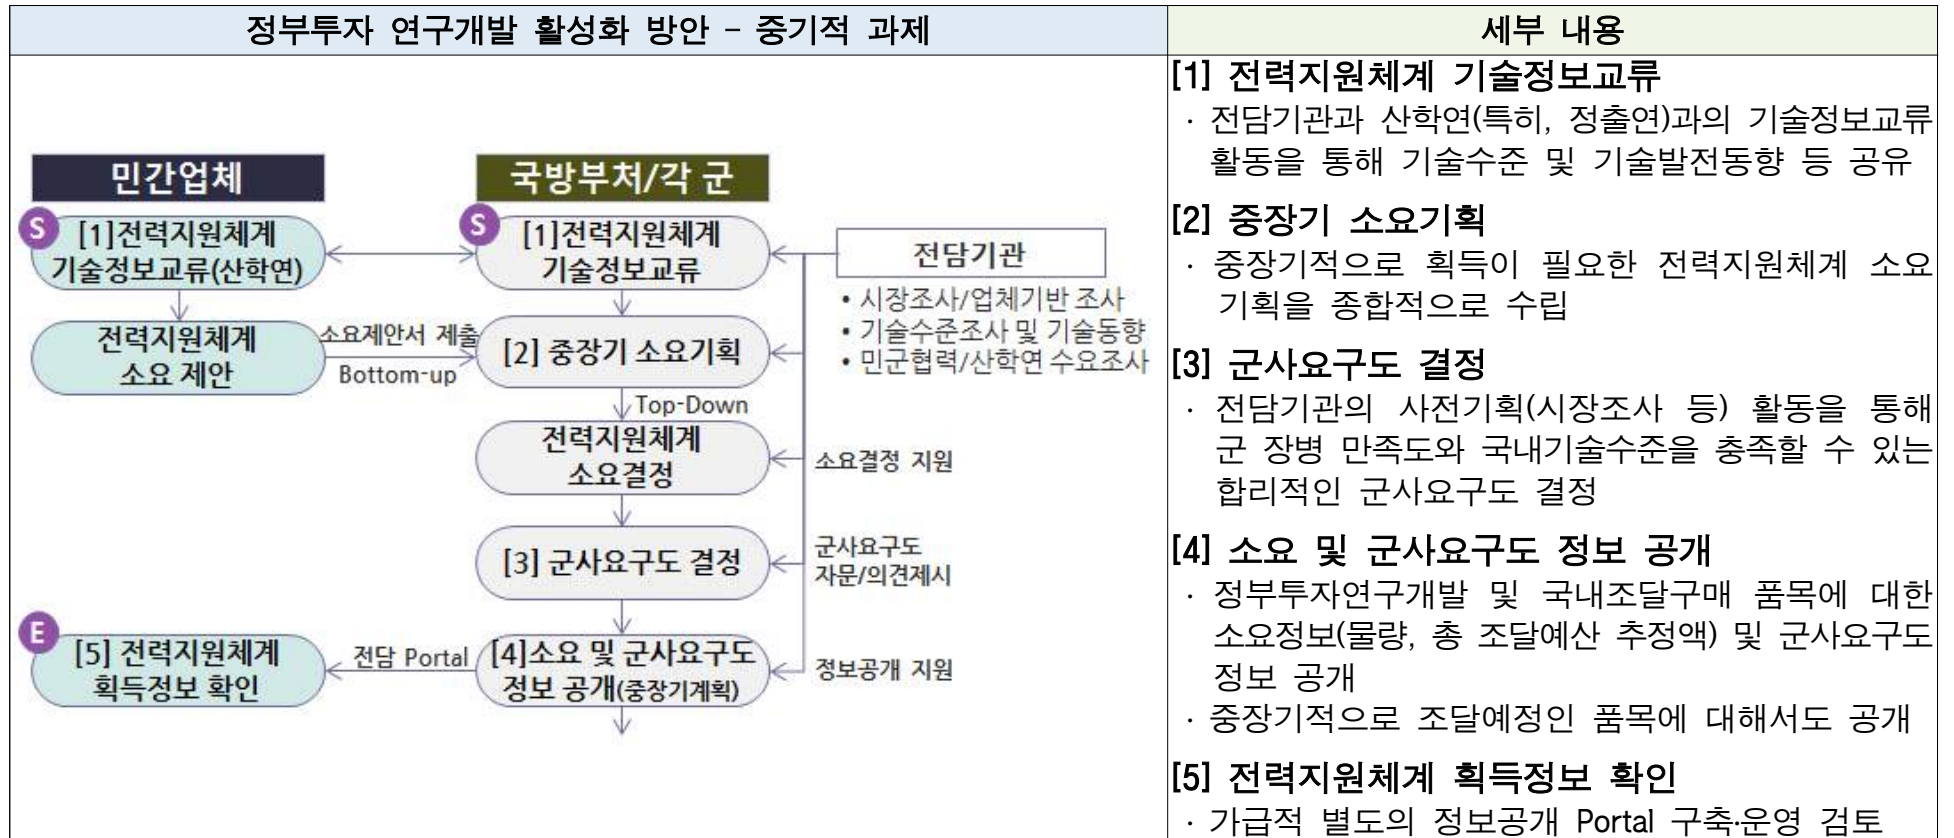 정부투자 연구개발 활성화 방안 – 중기적 과제
세부 내용
민간업체
국방부처/각 군
S
[1]전력지원체계
기술정보교류(산학연)
S
[1]전력지원체계
기술정보교류
전담기관
• 시장조사/업체기반 조사
• 기술수준조사 및 기술동향
• 민군협력/산학연 수요조사
전력지원체계
소요 제안
소요제안서 제출
Bottom-up
[2] 중장기 소요기획
Top-Down
전력지원체계
소요결정
소요결정 지원
[3] 군사요구도 결정
군사요구도
자문/의견제시
E
[5] 전력지원체계
획득정보 확인
전담 Portal
[4]소요 및 군사요구도
정보 공개(중장기계획)
정보공개 지원
[1] 전력지원체계 기술정보교류
· 전담기관과 산학연(특히, 정출연)과의 기술정보교류
활동을 통해 기술수준 및 기술발전동향 등 공유
[2] 중장기 소요기획
· 중장기적으로 획득이 필요한 전력지원체계 소요
기획을 종합적으로 수립
[3] 군사요구도 결정
· 전담기관의 사전기획(시장조사 등) 활동을 통해
군 장병 만족도와 국내기술수준을 충족할 수 있는
합리적인 군사요구도 결정
[4] 소요 및 군사요구도 정보 공개
· 정부투자연구개발 및 국내조달구매 품목에 대한
소요정보(물량, 총 조달예산 추정액) 및 군사요구도
정보 공개
· 중장기적으로 조달예정인 품목에 대해서도 공개
[5] 전력지원체계 획득정보 확인
· 가급적 별도의 정보공개 Portal 구축·운영 검토